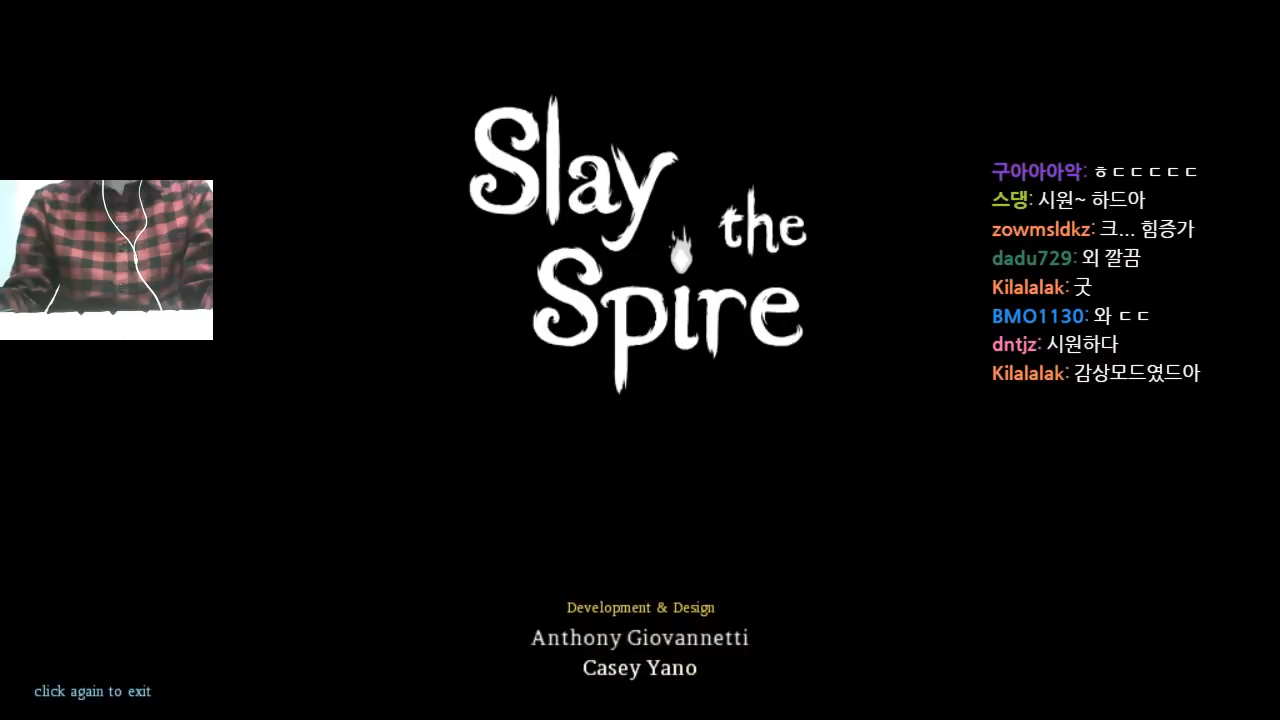 Slay
the
Spire
구아아아악: ㅎㄷㄷㄷㄷㄷ
스댕: 시원~ 하드아
zowmsldkz: 크... 힘증가
dadu729: 외 깔끔
Kilalalak: 굿
BMO1130: 와 ㄷㄷ
dntjz: 시원하다
Kilalalak: 감상모드였드아
Development & Design
Anthony Giovannetti
Casey Yano
click again to exit